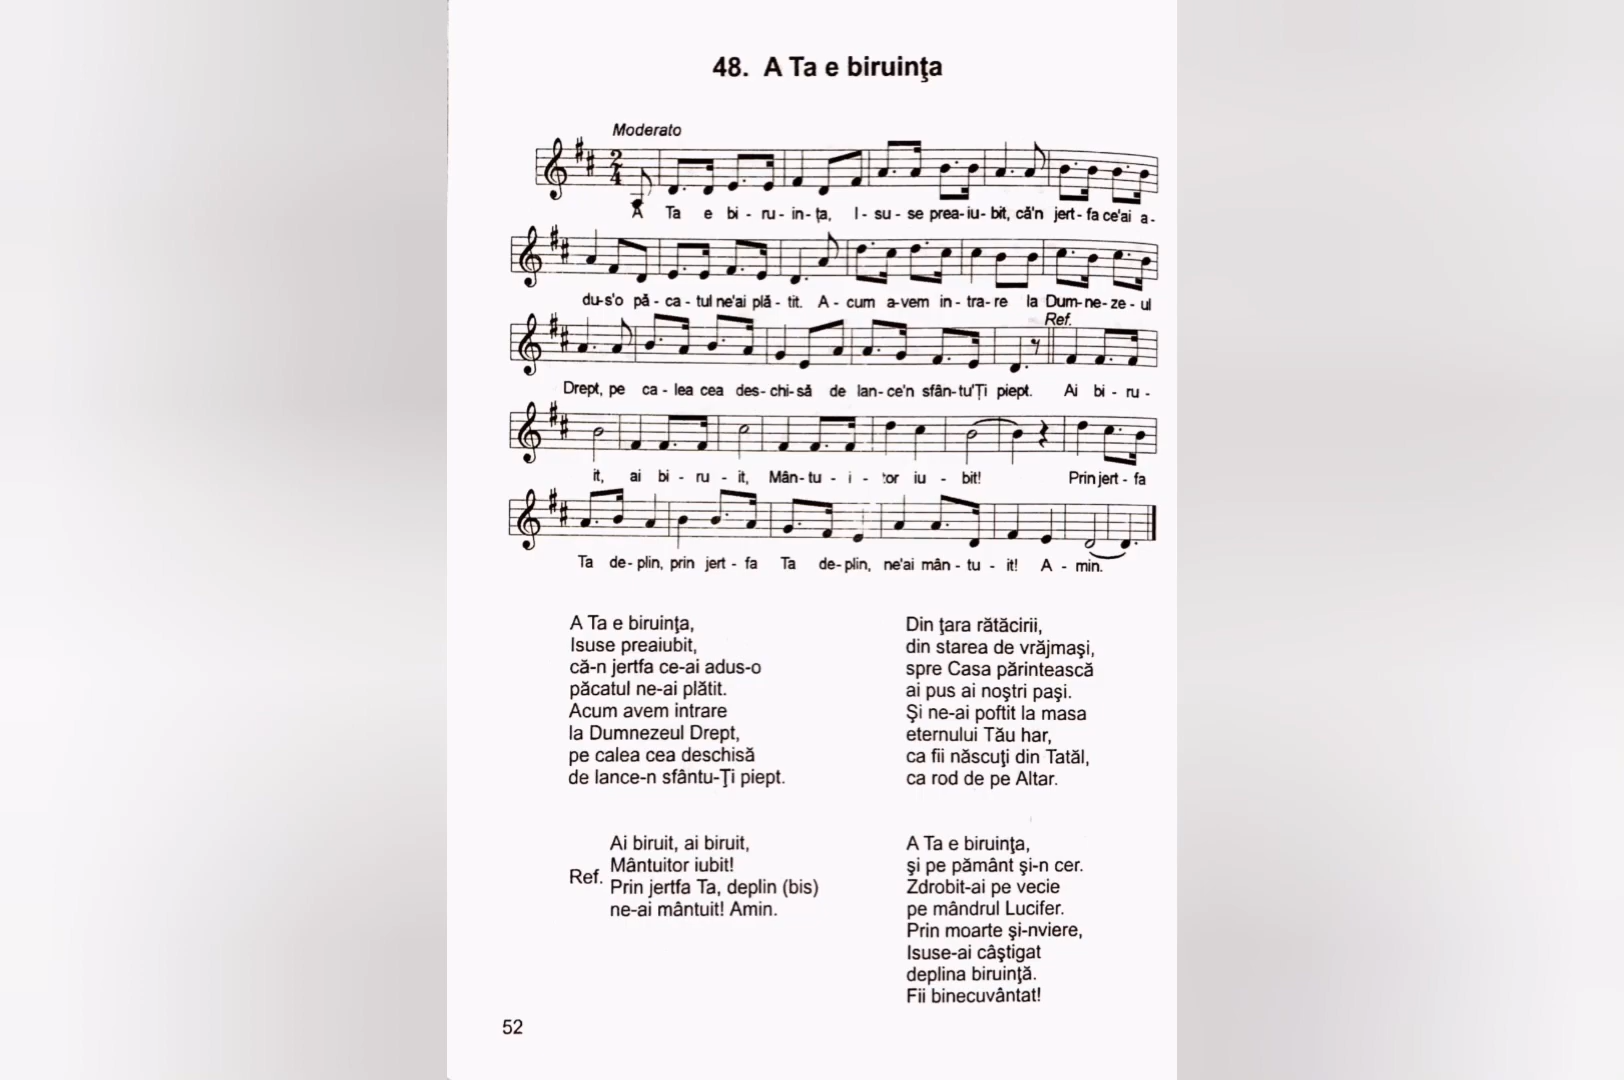 48. A Ta e biruinţa
Moderato
2
4
A Ta e bi - ru - in - ţa, I - su - se prea-iu- bit, că'n jert - fa ce'ai a -
du-s'o pă - ca - tul ne'ai plă - tit. A - cum a-vem in - tra- re la Dum-ne- ze - ul
Ref.
Drept, pe ca - lea cea des- chi-să de lan-ce'n sfân-tu'Ţi piept. Ai bi - ru -
it, ai bi - ru - it, Mân-tu - i - tor iu - bit! Prin jert - fa
Ta de- plin, prin jert - fa Ta de-plin, ne'ai mân - tu - it! A - min.
A Ta e biruinţa,
Isuse preaiubit,
că-n jertfa ce-ai adus-o
păcatul ne-ai plătit.
Acum avem intrare
la Dumnezeul Drept,
pe calea cea deschisă
de lance-n sfântu-Ţi piept.
Ref.
Ai biruit, ai biruit,
Mântuitor iubit!
Prin jertfa Ta, deplin (bis)
ne-ai mântuit! Amin.
Din ţara rătăcirii,
din starea de vrăjmaşi,
spre Casa părintească
ai pus ai noştri paşi.
Şi ne-ai poftit la masa
eternului Tău har,
ca fii născuţi din Tatăl,
ca rod de pe Altar.
A Ta e biruinţa,
şi pe pământ şi-n cer.
Zdrobit-ai pe vecie
pe mândrul Lucifer.
Prin moarte şi-nviere,
Isuse-ai câştigat
deplina biruinţă.
Fii binecuvântat!
52